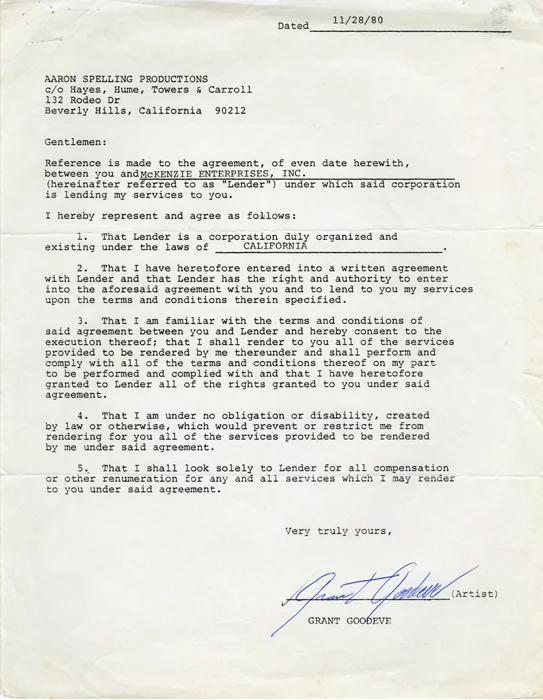 Dated 11/28/80
AARON SPELLING PRODUCTIONS
c/o Hayes, Hume, Towers & Carroll
132 Rodeo Dr
Beverly Hills, California 90212
Gentlemen:
Reference is made to the agreement, of even date herewith,
between you and McKENZIE ENTERPRISES, INC.
(hereinafter referred to as "Lender") under which said corporation
is lending my services to you.
I hereby represent and agree as follows:
1. That Lender is a corporation duly organized and
existing under the laws of CALIFORNIA.
2. That I have heretofore entered into a written agreement
with Lender and that Lender has the right and authority to enter
into the aforesaid agreement with you and to lend to you my services
upon the terms and conditions therein specified.
3. That I am familiar with the terms and conditions of
said agreement between you and Lender and hereby consent to the
execution thereof; that I shall render to you all of the services
provided to be rendered by me thereunder and shall perform and
comply with all of the terms and conditions thereof on my part
to be performed and complied with and that I have heretofore
granted to Lender all of the rights granted to you under said
agreement.
4. That I am under no obligation or disability, created
by law or otherwise, which would prevent or restrict me from
rendering for you all of the services provided to be rendered
by me under said agreement.
5. That I shall look solely to Lender for all compensation
or other renumeration for any and all services which I may render
to you under said agreement.
Very truly yours,
Grant Goodeve (Artist)
GRANT GOODEVE